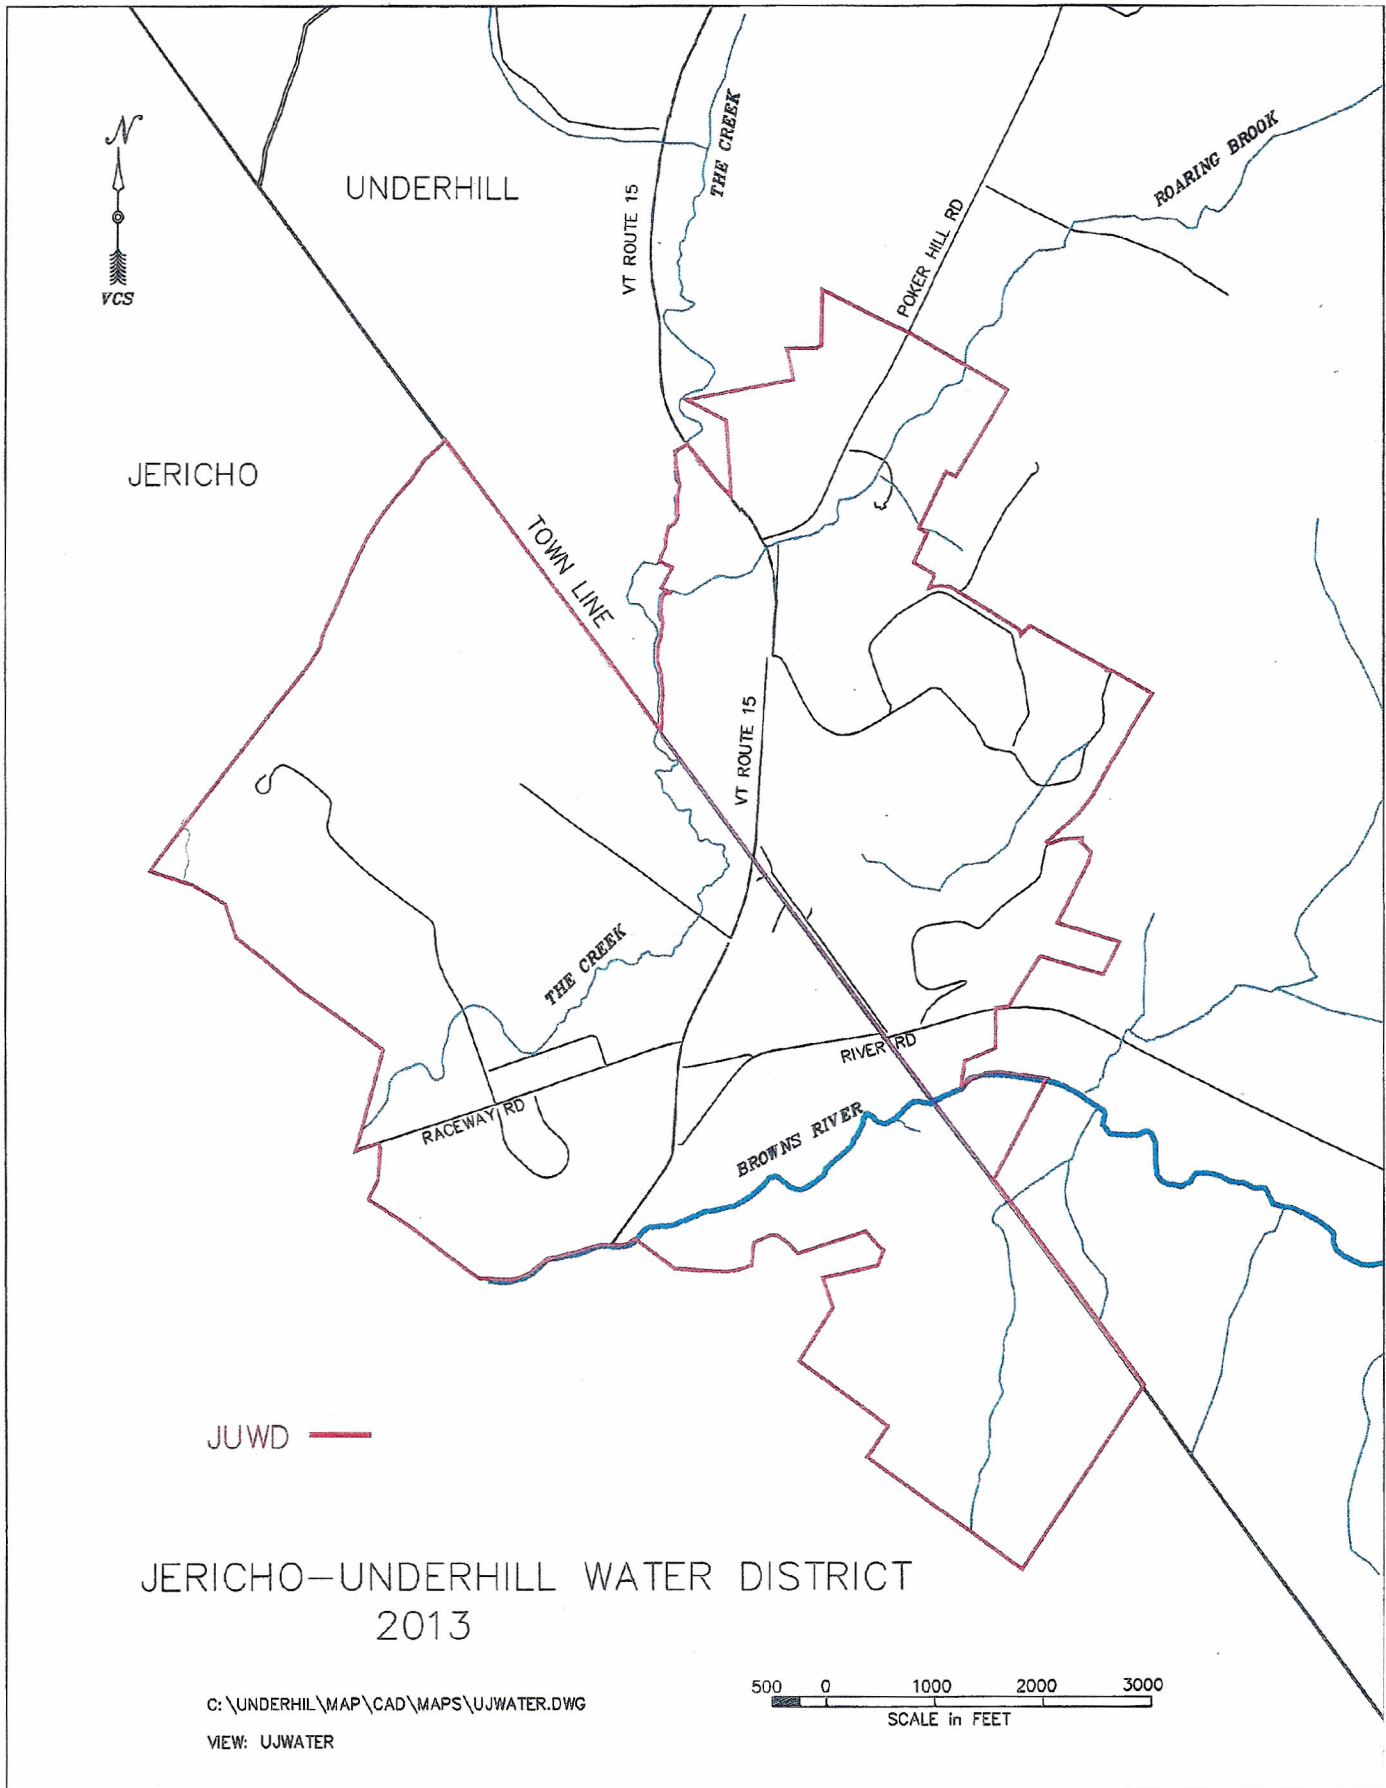 N
VCS
UNDERHILL
JERICHO
VT ROUTE 15
THE CREEK
POKER HILL RD
ROARING BROOK
TOWN LINE
VT ROUTE 15
THE CREEK
RIVER RD
RACEWAY RD
BROWNS RIVER
JUWD
JERICHO-UNDERHILL WATER DISTRICT
2013
C:\UNDERHIL\MAP\CAD\MAPS\UJWATER.DWG
VIEW: UJWATER
500 0 1000 2000 3000
SCALE in FEET